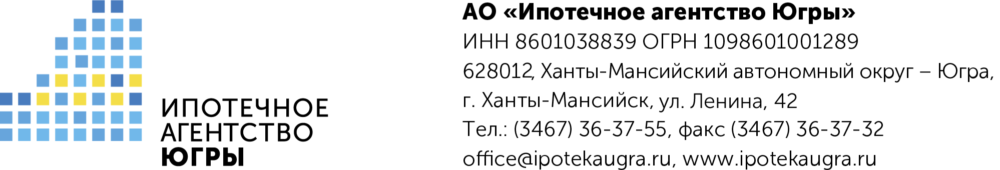 ИПОТЕЧНОЕ
АГЕНТСТВО
ЮГРЫ
АО «Ипотечное агентство Югры»
ИНН 8601038839 ОГРН 1098601001289
628012, Ханты-Мансийский автономный округ – Югра,
г. Ханты-Мансийск, ул. Ленина, 42
Тел.: (3467) 36-37-55, факс (3467) 36-37-32
office@ipotekaugra.ru, www.ipotekaugra.ru